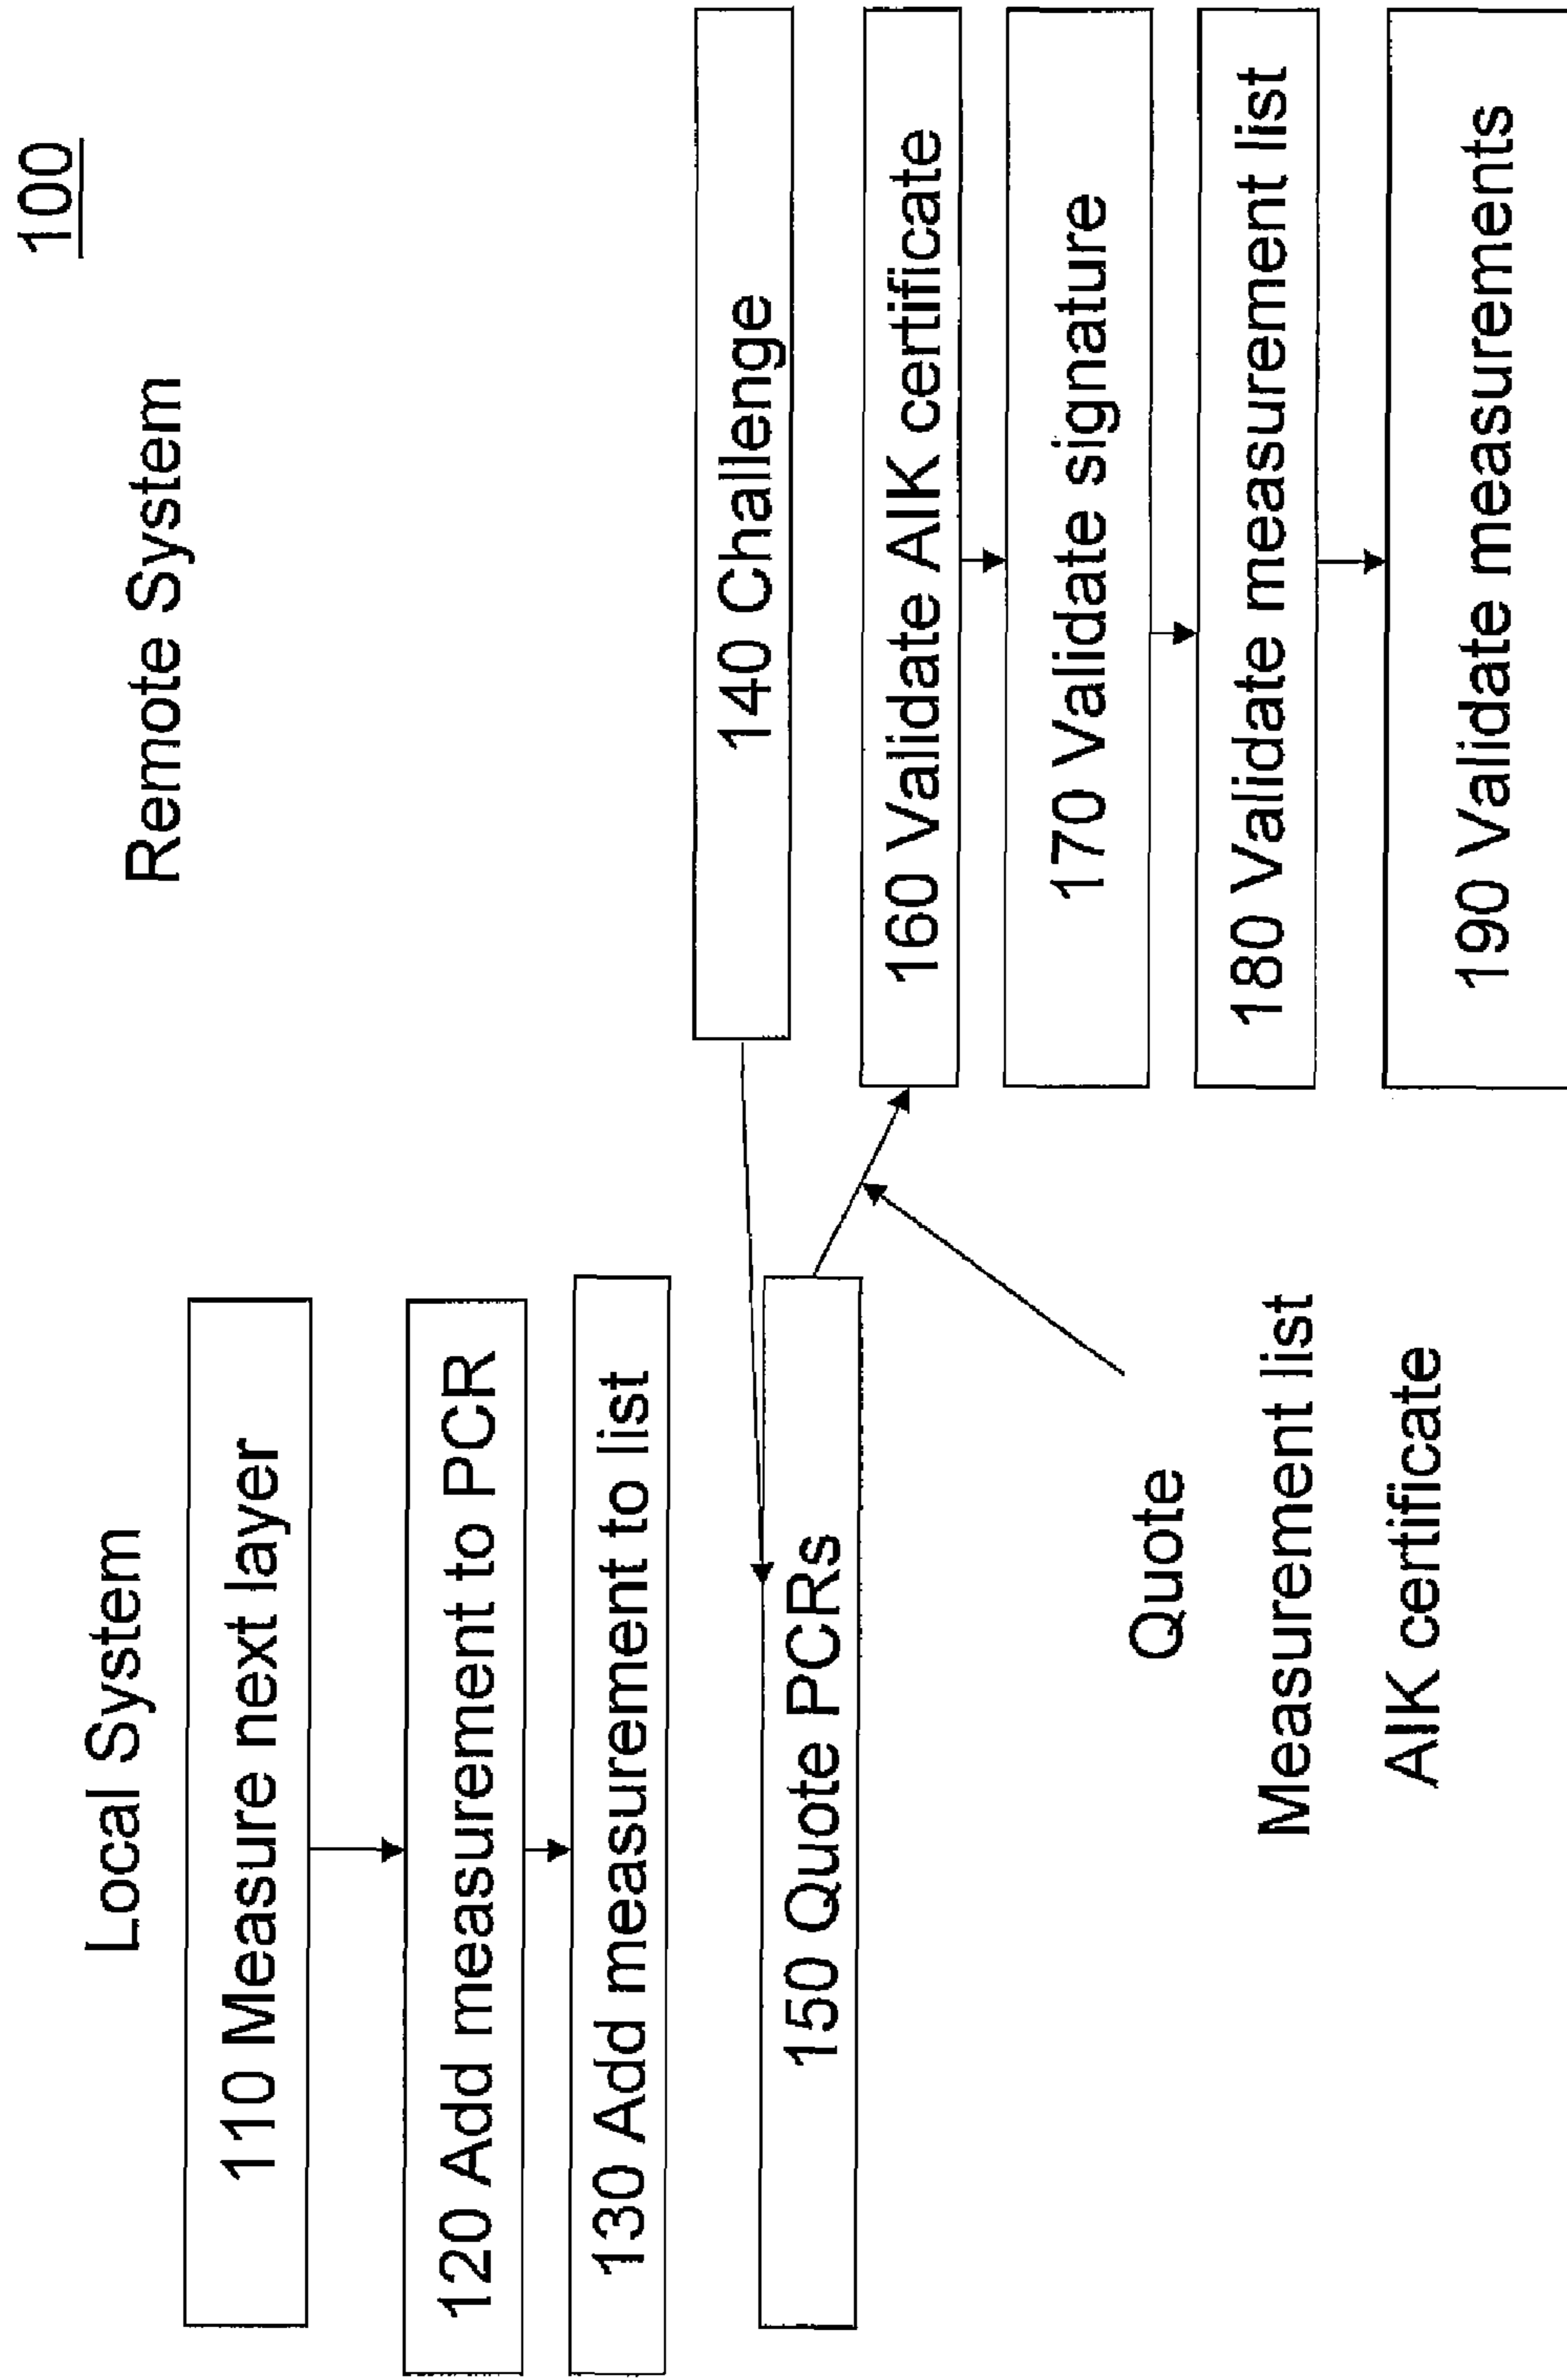 100
Local System
Remote System
110 Measure next layer
120 Add measurement to PCR
130 Add measurement to list
140 Challenge
150 Quote PCRs
160 Validate AIK certificate
170 Validate signature
180 Validate measurement list
190 Validate measurements
Quote
Measurement list
AIK certificate